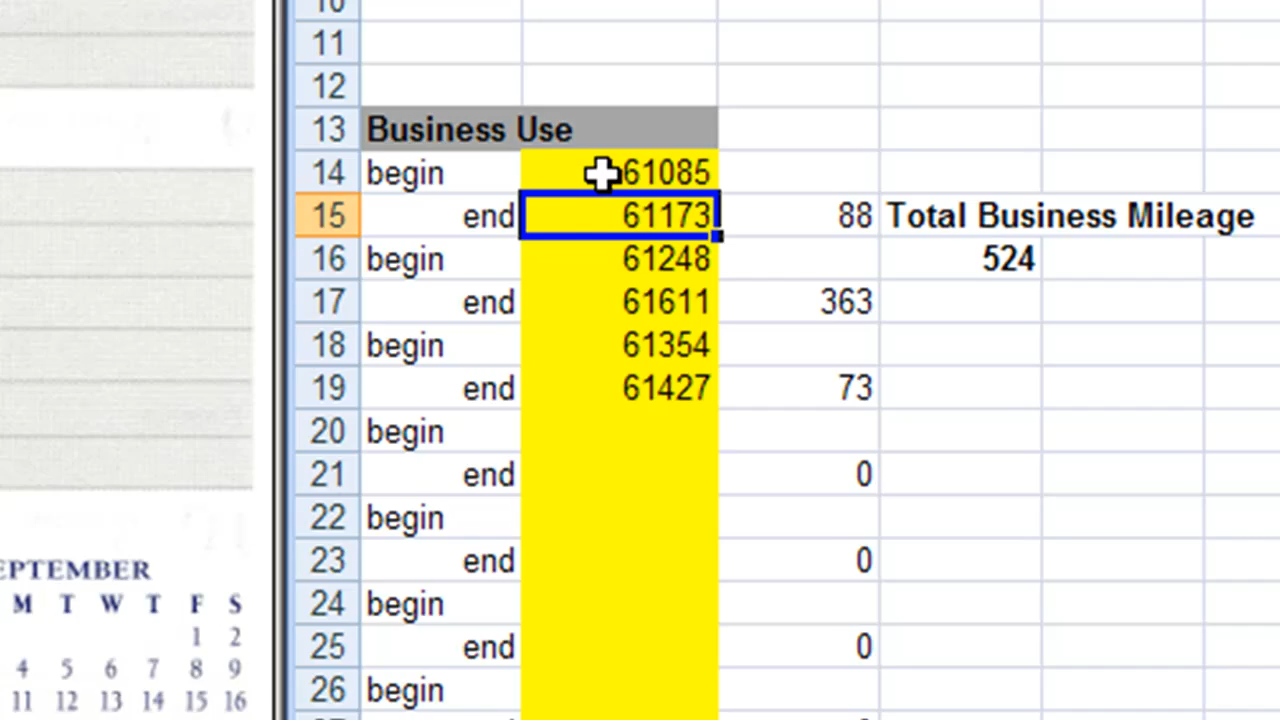 10
11
12
13 Business Use
14 begin 61085
15 end 61173 88 Total Business Mileage
16 begin 61248 524
17 end 61611 363
18 begin 61354
19 end 61427 73
20 begin
21 end 0
22 begin
23 end 0
24 begin
25 end 0
26 begin
EPTEMBER
M T W T F S
1 2
4 5 6 7 8 9
11 12 13 14 15 16